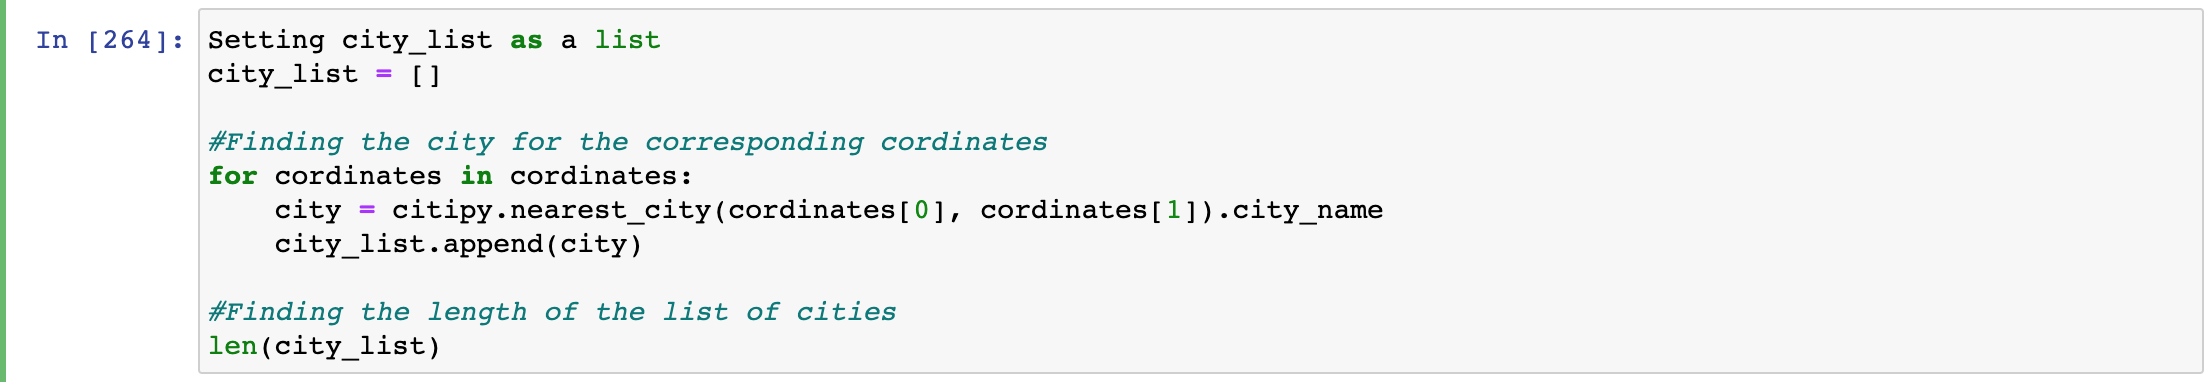 In [264]: Setting city_list as a list
city_list = []
#Finding the city for the corresponding cordinates
for cordinates in cordinates:
    city = citipy.nearest_city(cordinates[0], cordinates[1]).city_name
    city_list.append(city)
#Finding the length of the list of cities
len(city_list)